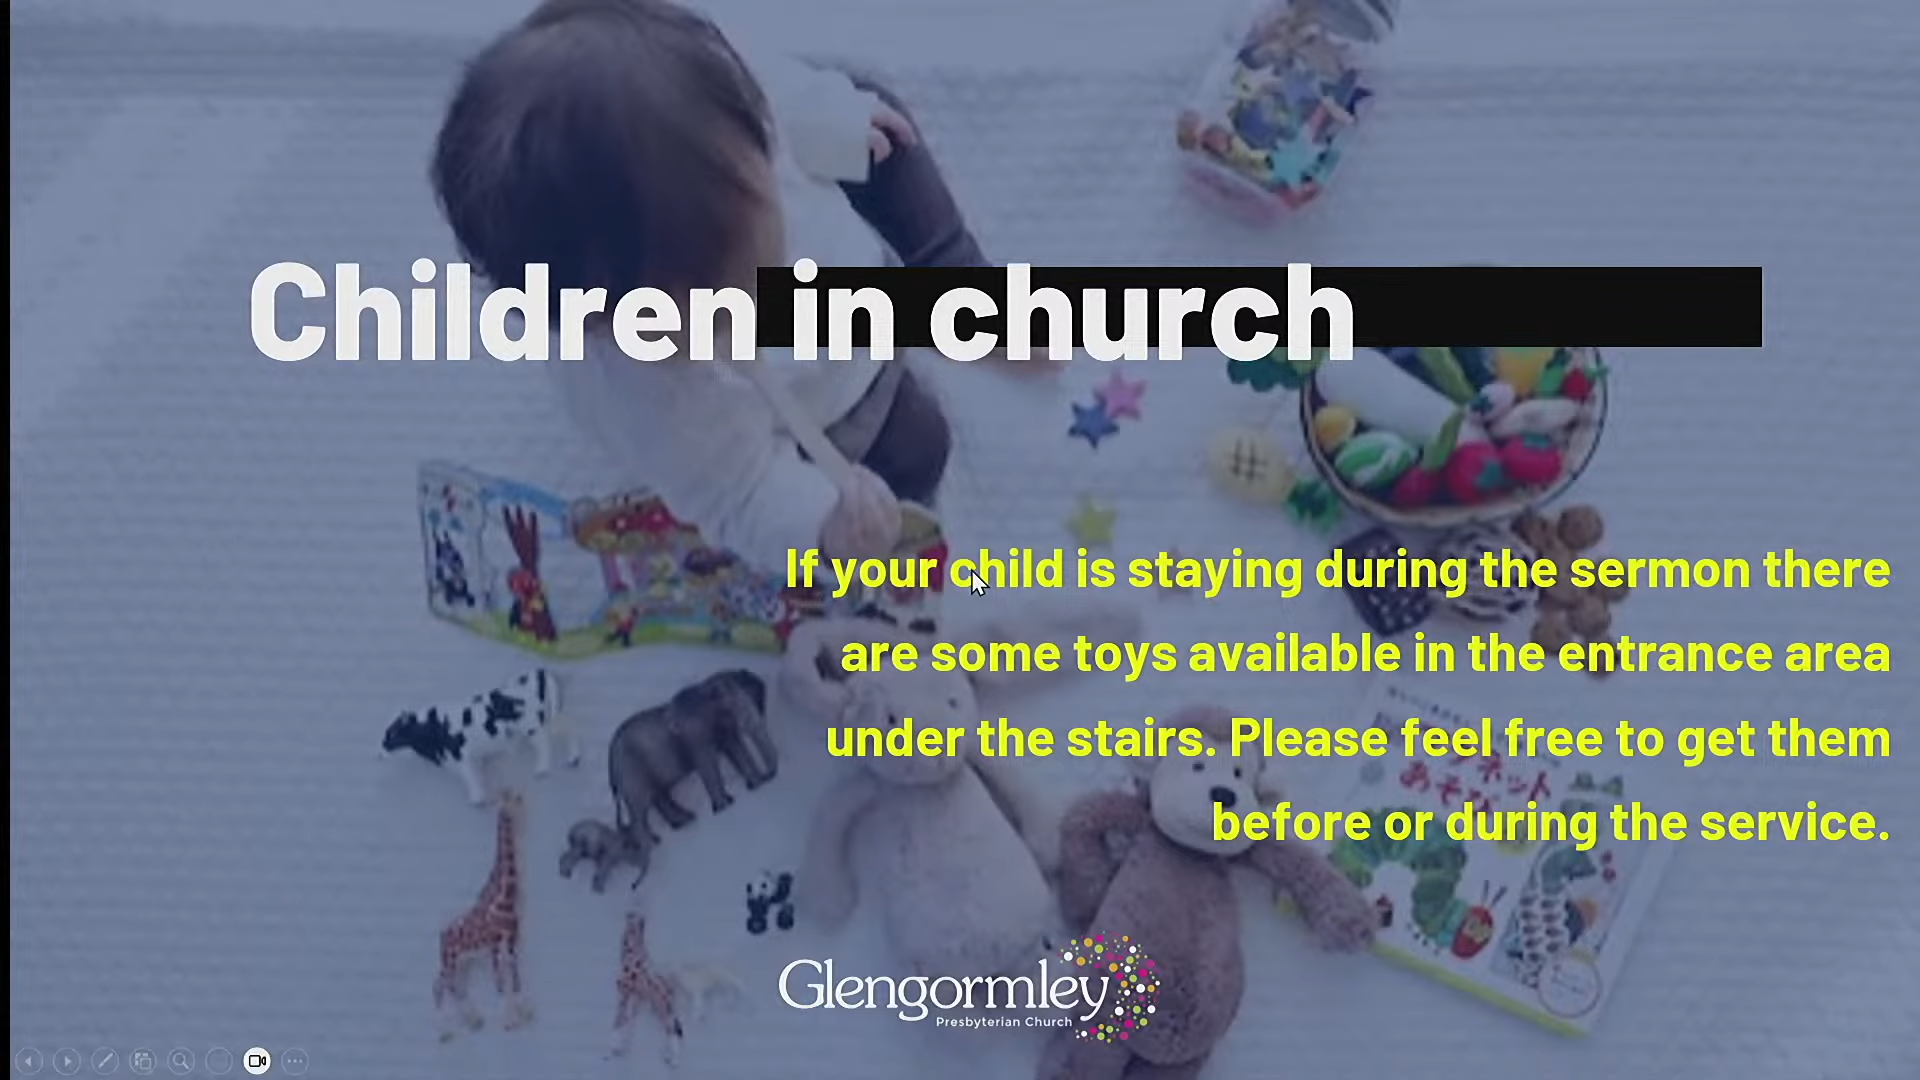 Children in church
If your child is staying during the sermon there
are some toys available in the entrance area
under the stairs. Please feel free to get them
before or during the service.
Glengormley
Presbyterian Church